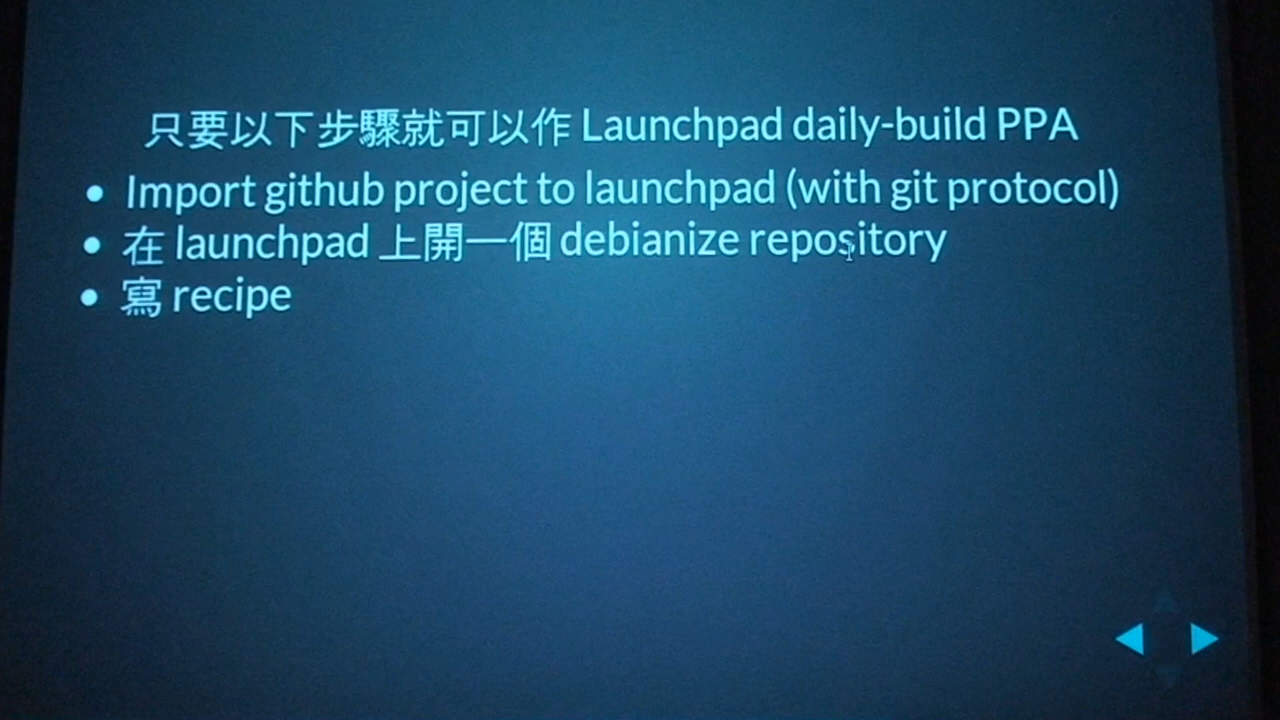 只要以下步驟就可以作 Launchpad daily-build PPA
Import github project to launchpad (with git protocol)
在 launchpad 上開一個 debianize repository
寫 recipe